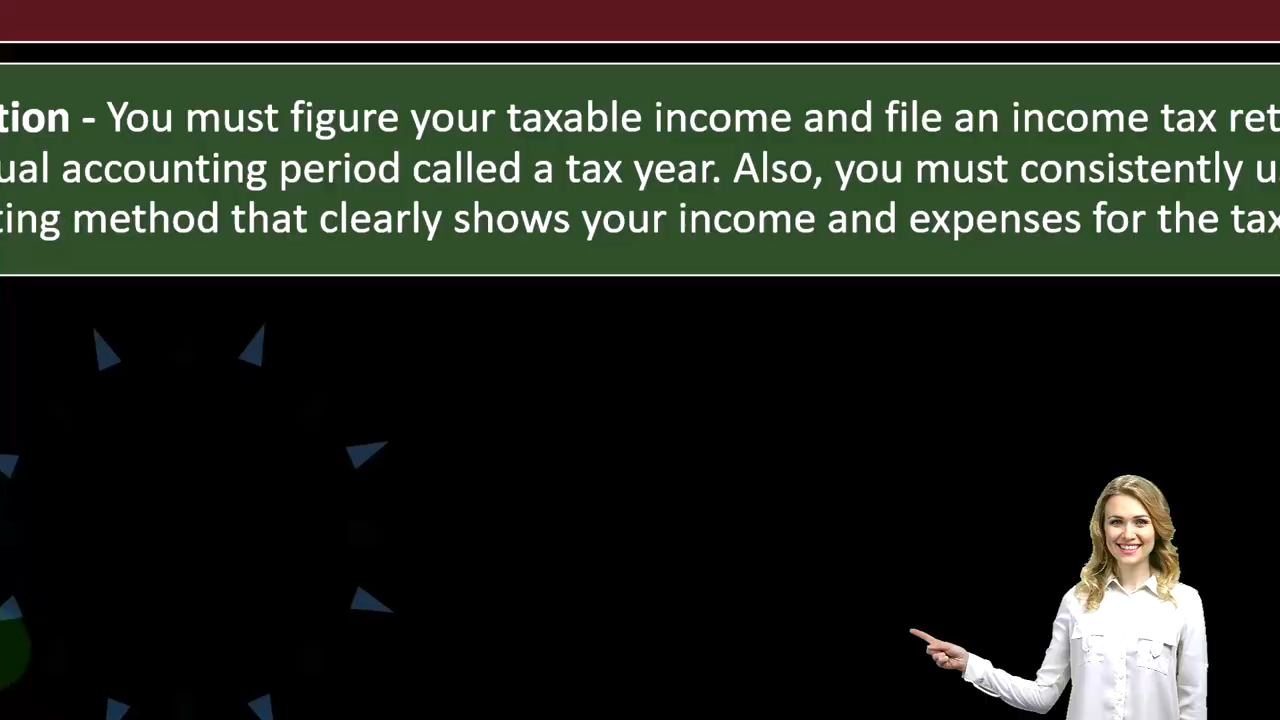 tion - You must figure your taxable income and file an income tax ret
ual accounting period called a tax year. Also, you must consistently u
ting method that clearly shows your income and expenses for the tax